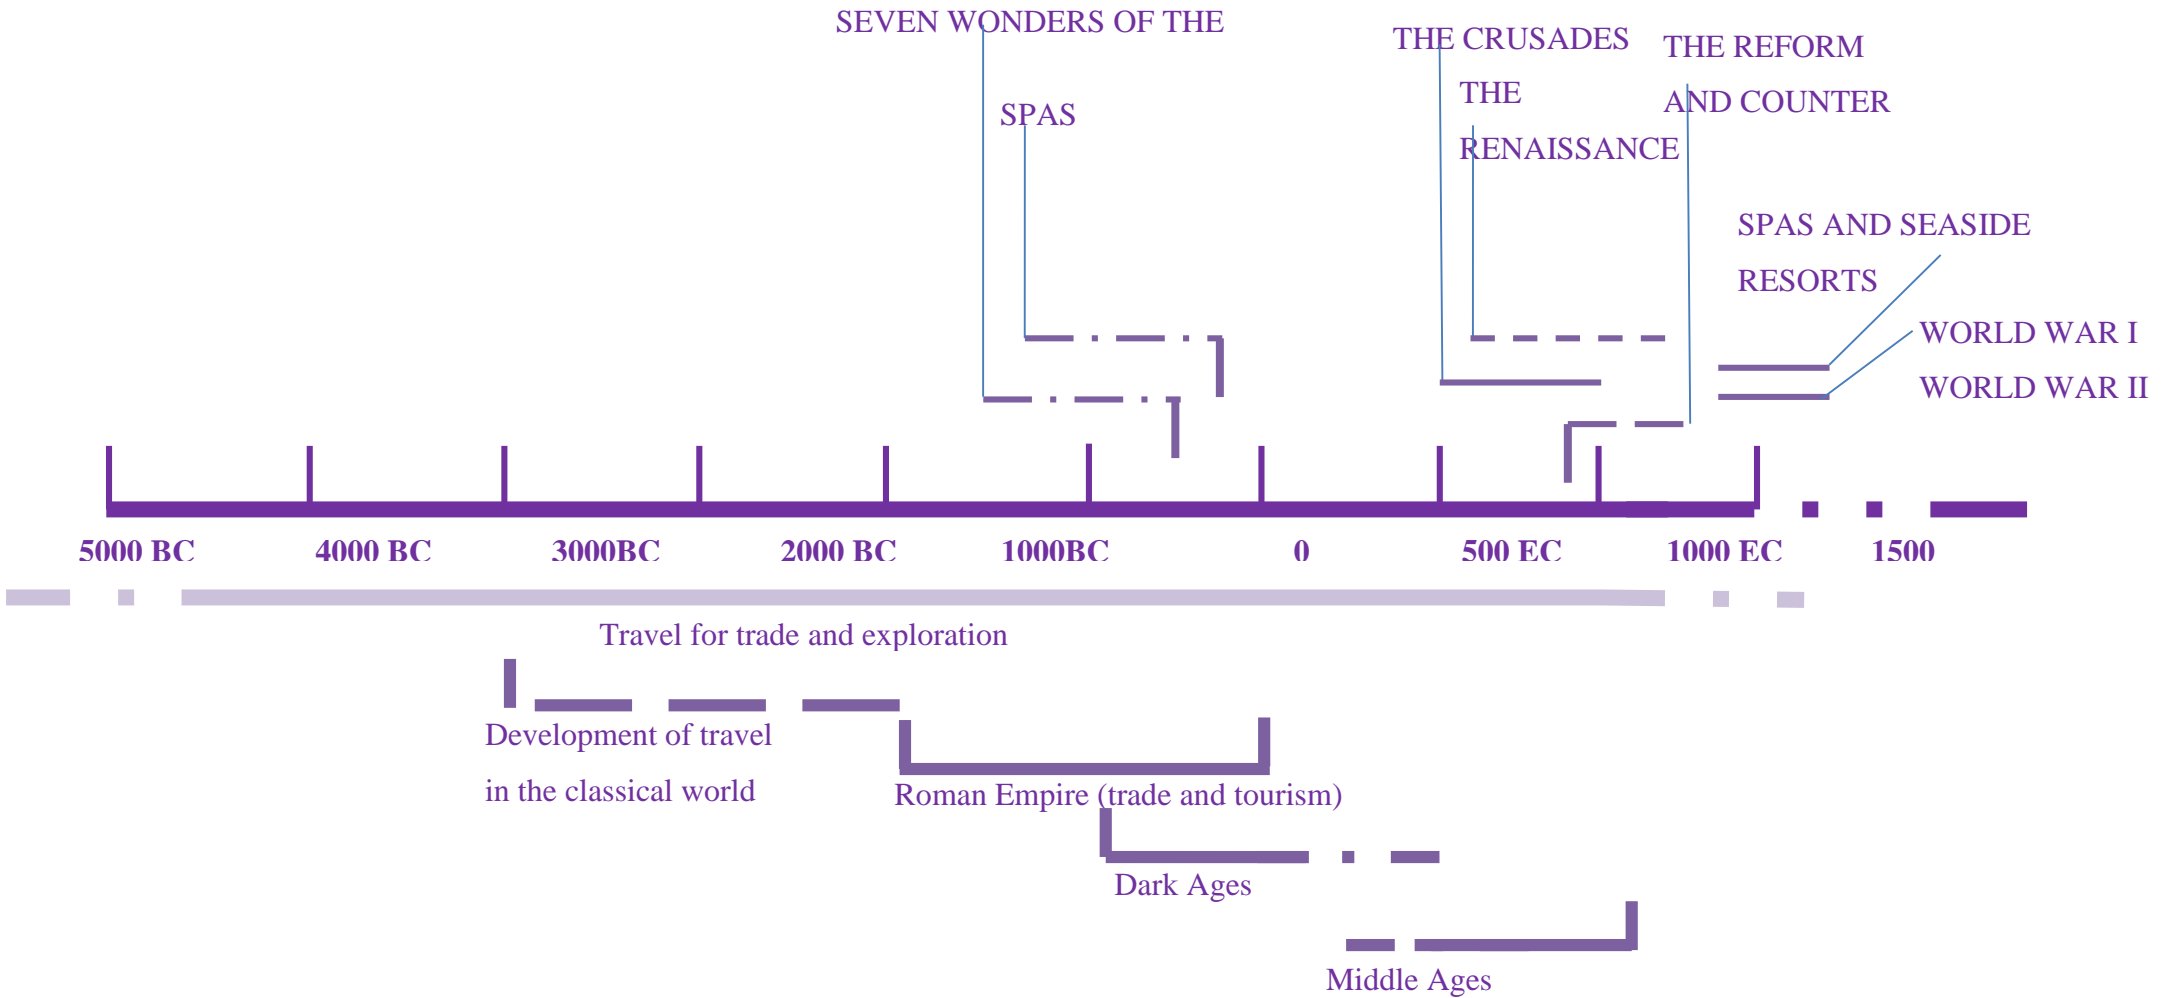 SEVEN WONDERS OF THE
SPAS
THE CRUSADES
THE
RENAISSANCE
THE REFORM
AND COUNTER
SPAS AND SEASIDE
RESORTS
WORLD WAR I
WORLD WAR II
5000 BC 4000 BC 3000BC 2000 BC 1000BC 0 500 EC 1000 EC 1500
Travel for trade and exploration
Development of travel
in the classical world
Roman Empire (trade and tourism)
Dark Ages
Middle Ages